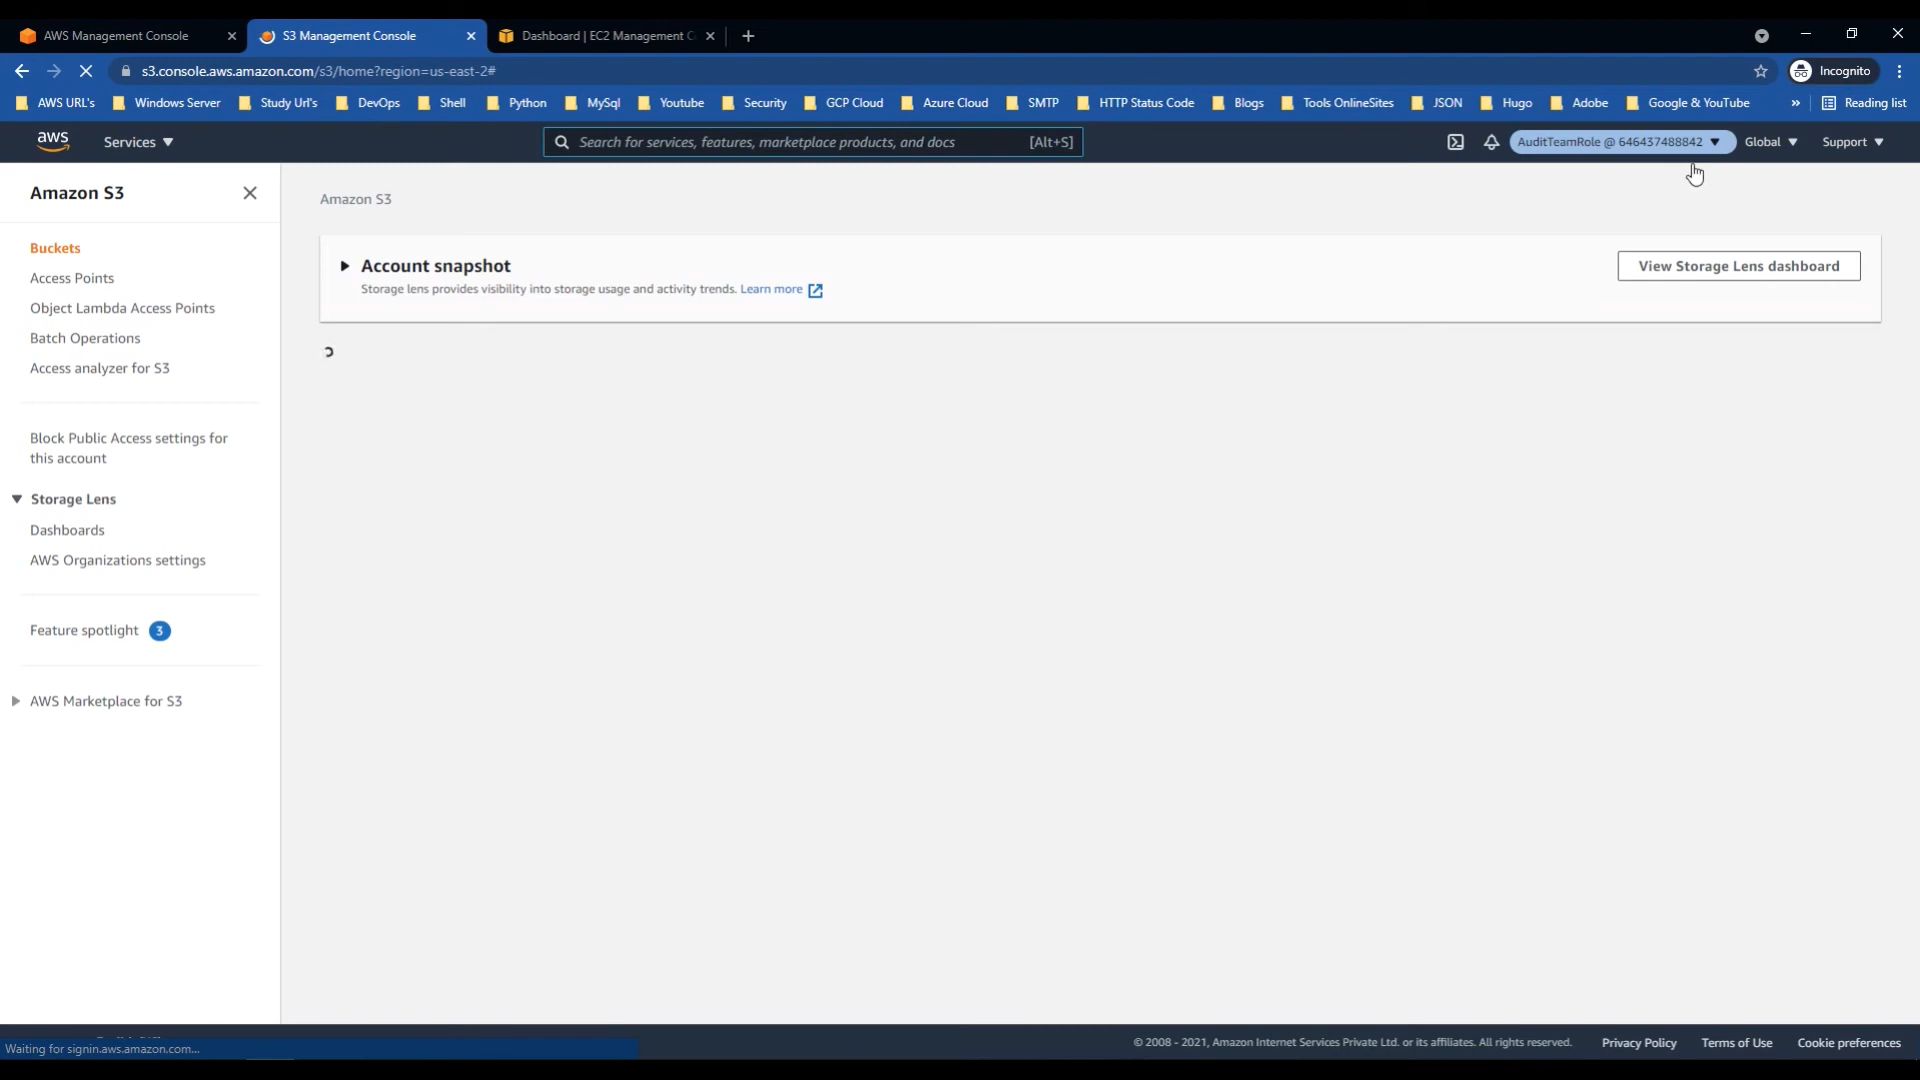 AWS Management Console
S3 Management Console
Dashboard | EC2 Management C
s3.console.aws.amazon.com/s3/home?region=us-east-2#
Incognito
AWS URL's
Windows Server
Study Url's
DevOps
Shell
Python
MySql
Youtube
Security
GCP Cloud
Azure Cloud
SMTP
HTTP Status Code
Blogs
Tools OnlineSites
JSON
Hugo
Adobe
Google & YouTube
»
Reading list
aws
Services
Search for services, features, marketplace products, and docs
[Alt+S]
AuditTeamRole @ 646437488842
Global
Support
Amazon S3
Buckets
Access Points
Object Lambda Access Points
Batch Operations
Access analyzer for S3
Block Public Access settings for
this account
Storage Lens
Dashboards
AWS Organizations settings
Feature spotlight 3
AWS Marketplace for S3
Amazon S3
Account snapshot
Storage lens provides visibility into storage usage and activity trends. Learn more
View Storage Lens dashboard
Waiting for signin.aws.amazon.com...
© 2008 - 2021, Amazon Internet Services Private Ltd. or its affiliates. All rights reserved.
Privacy Policy
Terms of Use
Cookie preferences